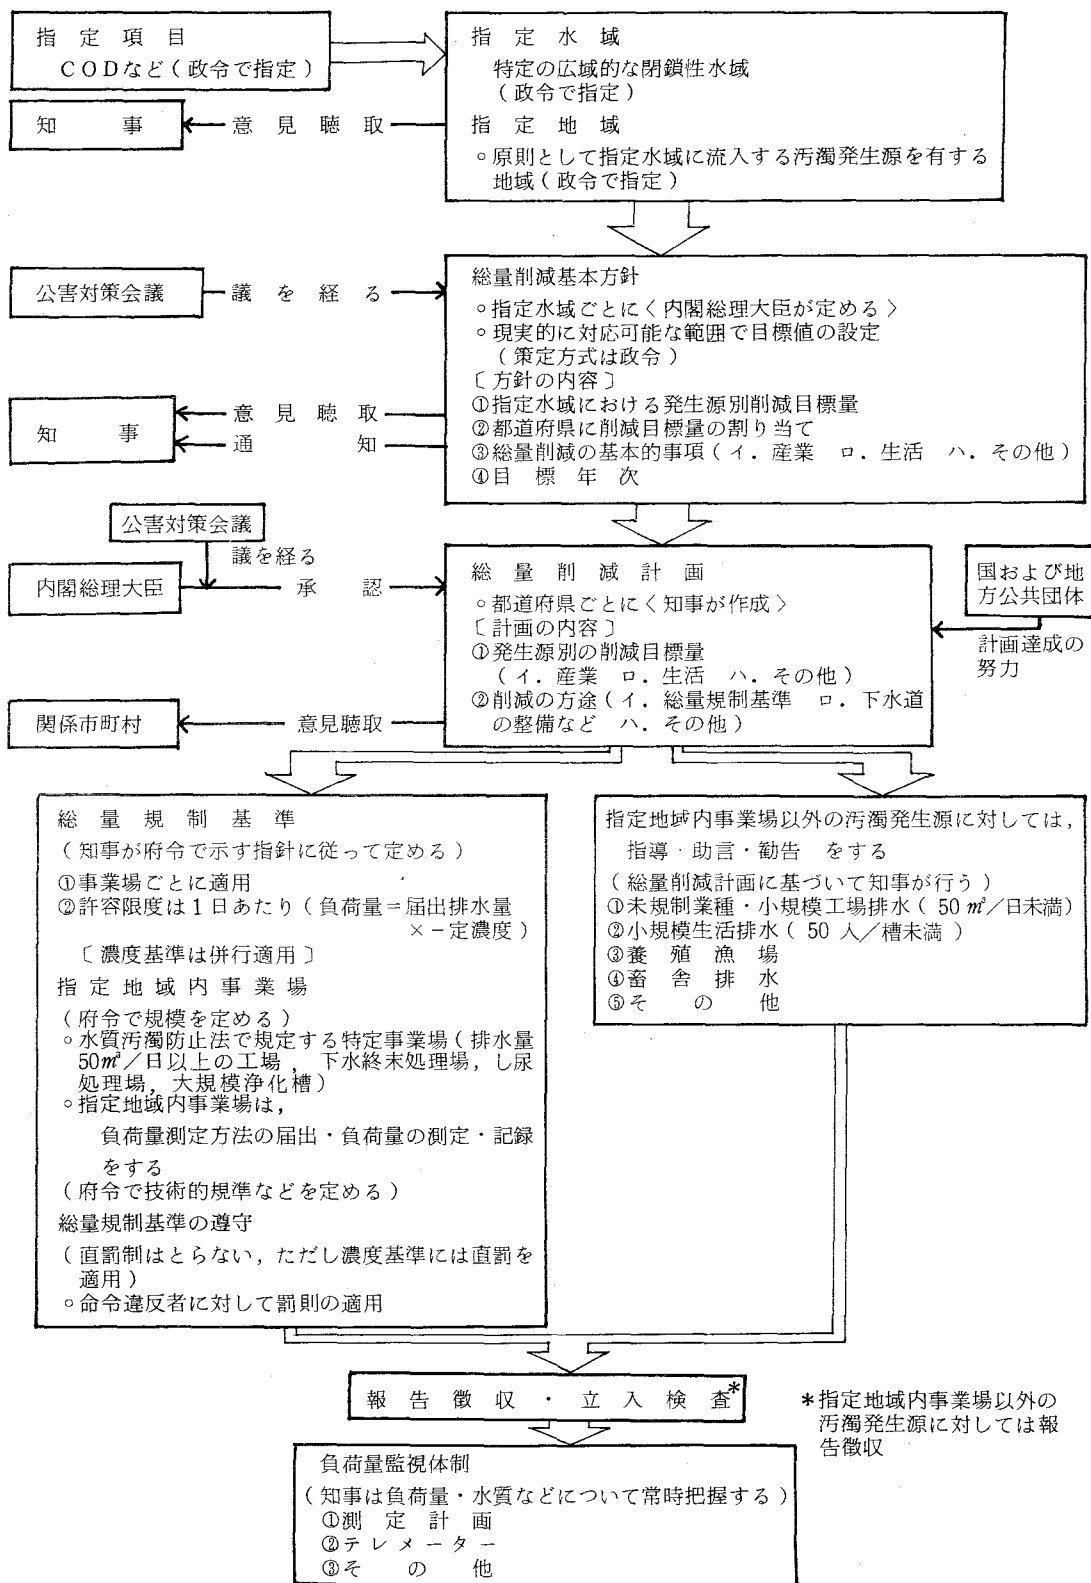 指定項目
CODなど(政令で指定)
指定水域
特定の広域的な閉鎖性水域
(政令で指定)
知事
意見聴取
指定地域
○原則として指定水域に流入する汚濁発生源を有する
地域(政令で指定)
公害対策会議
議を経る
総量削減基本方針
○指定水域ごとに〈内閣総理大臣が定める〉
○現実的に対応可能な範囲で目標値の設定
(策定方式は政令)
〔方針の内容〕
①指定水域における発生源別削減目標量
②都道府県に削減目標量の割り当て
③総量削減の基本的事項(イ.産業 ロ.生活 ハ.その他)
④目標年次
知事
意見聴取
通知
公害対策会議
議を経る
内閣総理大臣
承認
総量削減計画
○都道府県ごとに〈知事が作成〉
〔計画の内容〕
①発生源別の削減目標量
(イ.産業 ロ.生活 ハ.その他)
②削減の方途(イ.総量規制基準 ロ.下水道
の整備など ハ.その他)
国および地
方公共団体
計画達成の
努力
関係市町村
意見聴取
総量規制基準
(知事が府令で示す指針に従って定める)
①事業場ごとに適用
②許容限度は1日あたり(負荷量=届出排水量
×一定濃度)
〔濃度基準は併行適用〕
指定地域内事業場
(府令で規模を定める)
○水質汚濁防止法で規定する特定事業場(排水量
50㎥/日以上の工場,下水終末処理場,し尿
処理場,大規模浄化槽)
○指定地域内事業場は,
負荷量測定方法の届出・負荷量の測定・記録
をする
(府令で技術的規準などを定める)
総量規制基準の遵守
(直罰制はとらない,ただし濃度基準には直罰を
適用)
○命令違反者に対して罰則の適用
指定地域内事業場以外の汚濁発生源に対しては,
指導・助言・勧告 をする
(総量削減計画に基づいて知事が行う)
①未規制業種・小規模工場排水(50㎥/日未満)
②小規模生活排水(50人/槽未満)
③養殖漁場
④畜舎排水
⑤その他
報告徴収・立入検査*
*指定地域内事業場以外の
汚濁発生源に対しては報
告徴収
負荷量監視体制
(知事は負荷量・水質などについて常時把握する)
①測定計画
②テレメーター
③その他